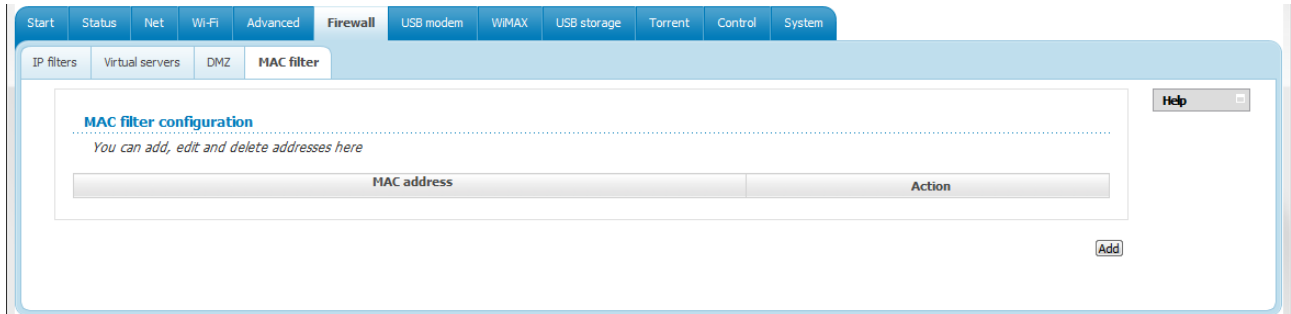 Start Status Net Wi-Fi Advanced Firewall USB modem WiMAX USB storage Torrent Control System
IP filters Virtual servers DMZ MAC filter
Help
MAC filter configuration
You can add, edit and delete addresses here
MAC address Action
Add